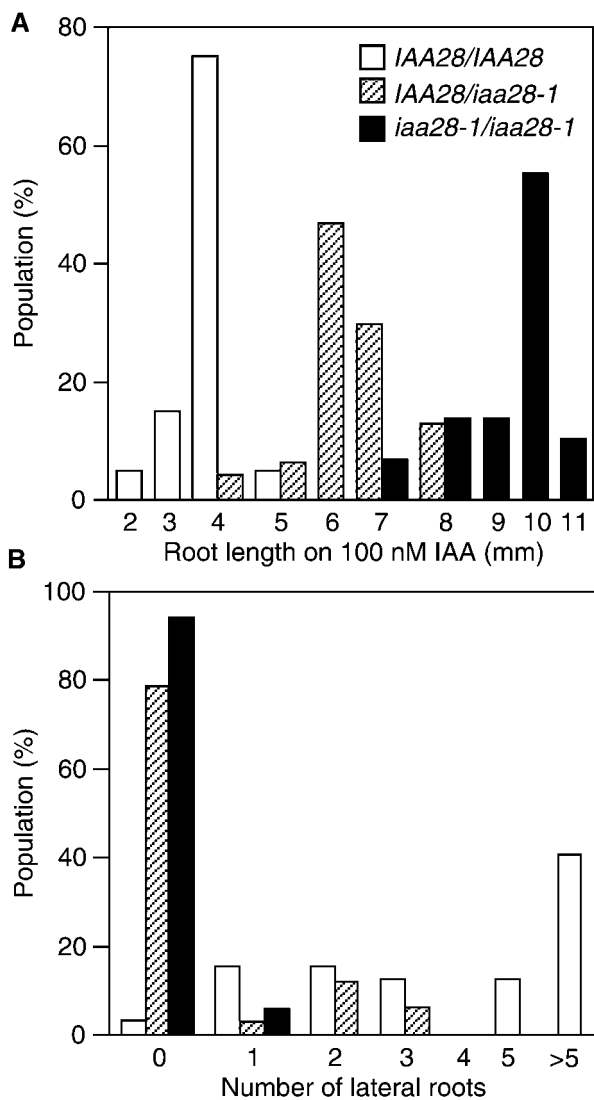 A
80
60
40
20
0
Population (%)
IAA28/IAA28
IAA28/iaa28-1
iaa28-1/iaa28-1
2 3 4 5 6 7 8 9 10 11
Root length on 100 nM IAA (mm)
B
100
80
60
40
20
0
Population (%)
0 1 2 3 4 5 >5
Number of lateral roots